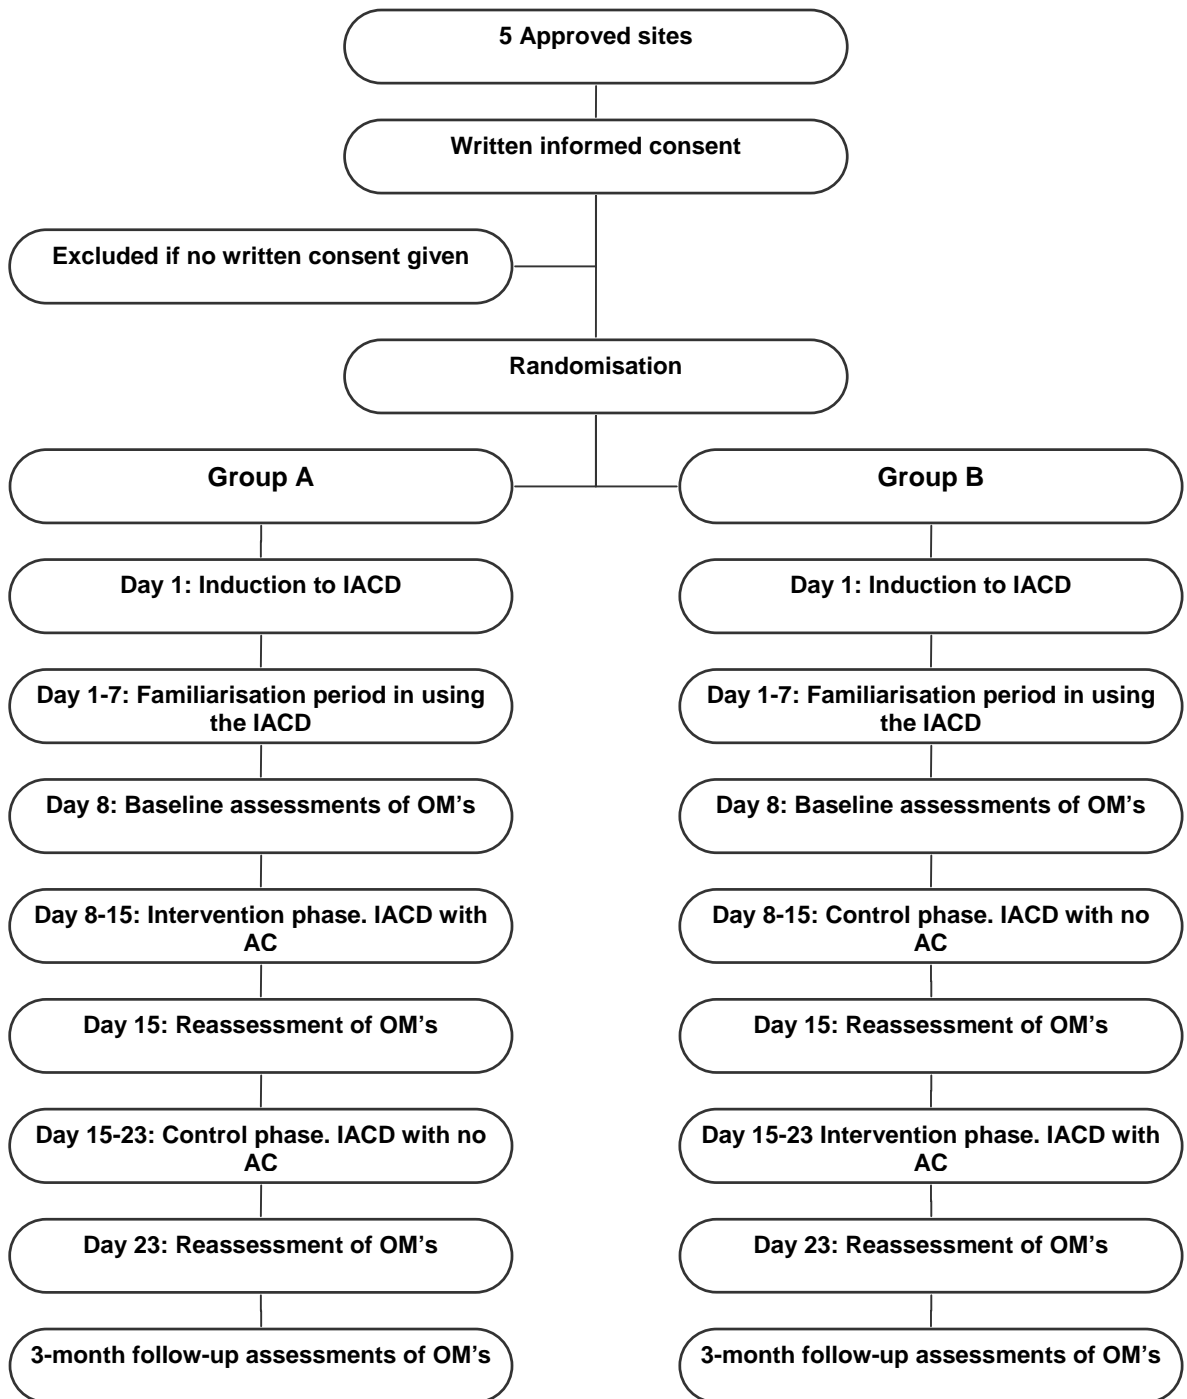 5 Approved sites
Written informed consent
Excluded if no written consent given
Randomisation
Group A
Day 1: Induction to IACD
Day 1-7: Familiarisation period in using
the IACD
Day 8: Baseline assessments of OM’s
Day 8-15: Intervention phase. IACD with
AC
Day 15: Reassessment of OM’s
Day 15-23: Control phase. IACD with no
AC
Day 23: Reassessment of OM’s
3-month follow-up assessments of OM’s
Group B
Day 1: Induction to IACD
Day 1-7: Familiarisation period in using
the IACD
Day 8: Baseline assessments of OM’s
Day 8-15: Control phase. IACD with no
AC
Day 15: Reassessment of OM’s
Day 15-23 Intervention phase. IACD with
AC
Day 23: Reassessment of OM’s
3-month follow-up assessments of OM’s